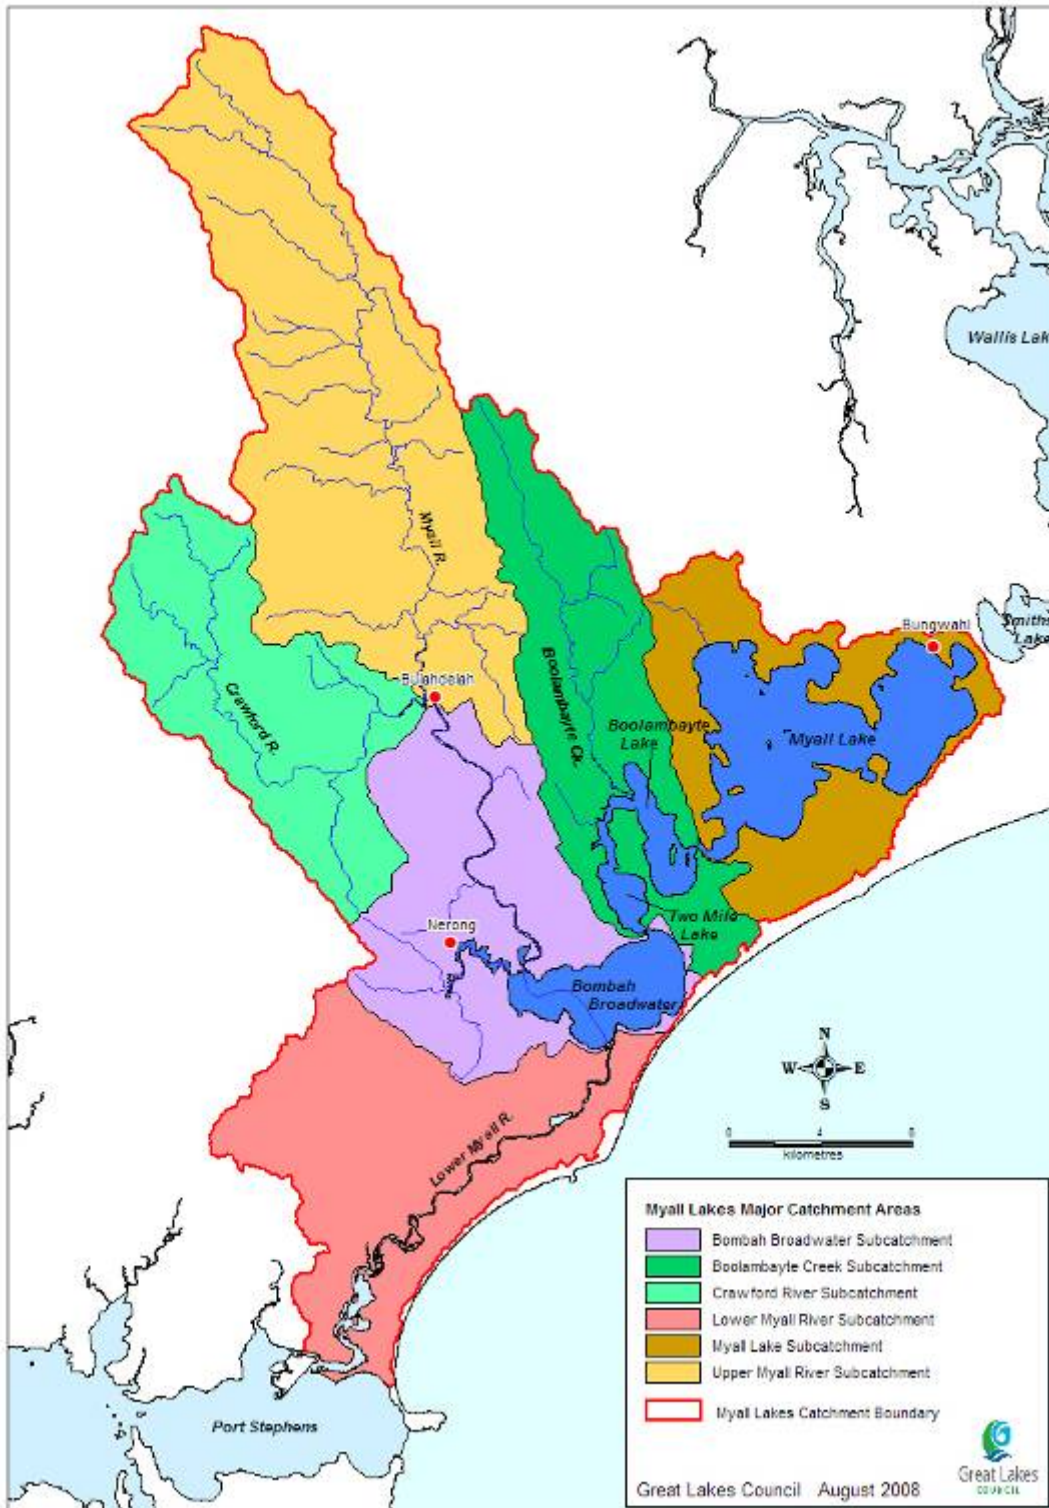 Wallis Lak
Myall R.
Smiths
Lake
Bungwahl
Bulahdelah
Boolambayte Ck.
Boolambayte
Lake
Crawford R.
Myall Lake
Two Mile
Lake
Nerong
Bombah
Broadwater
N
W
E
S
0
4
8
kilometres
Lower Myall R.
Port Stephens
Myall Lakes Major Catchment Areas
Bombah Broadwater Subcatchment
Boolambayte Creek Subcatchment
Crawford River Subcatchment
Lower Myall River Subcatchment
Myall Lake Subcatchment
Upper Myall River Subcatchment
Myall Lakes Catchment Boundary
Great Lakes Council August 2008
Great Lakes
COUNCIL